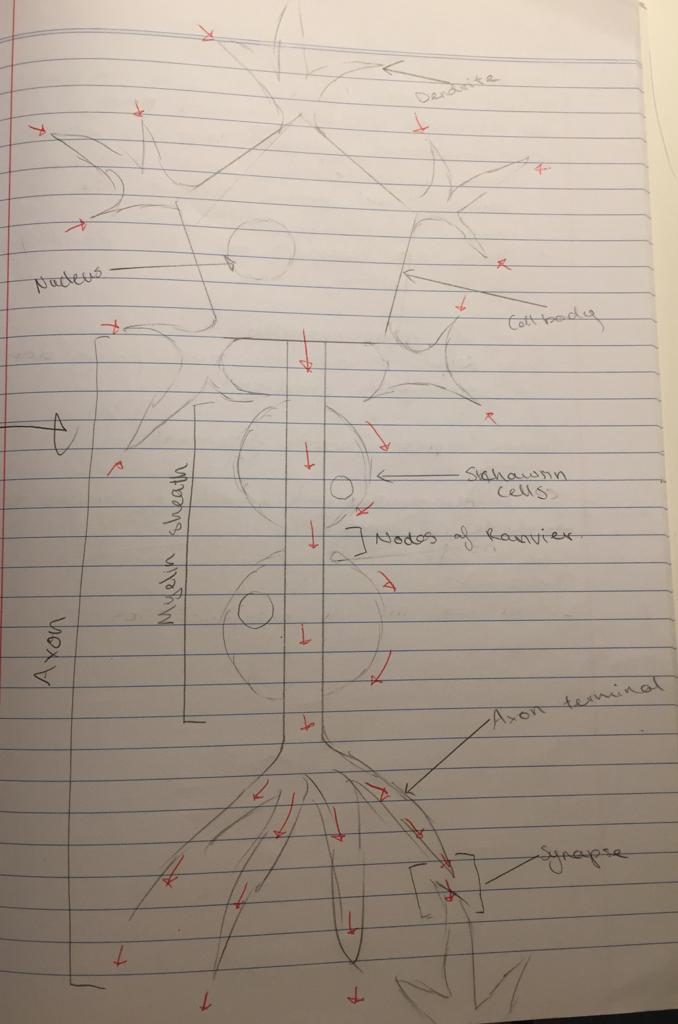 Dendrite
Nucleus
Cell body
Schawnn
cells
Nodes of Ranvier
Myelin sheath
Axon
Axon terminal
Synapse